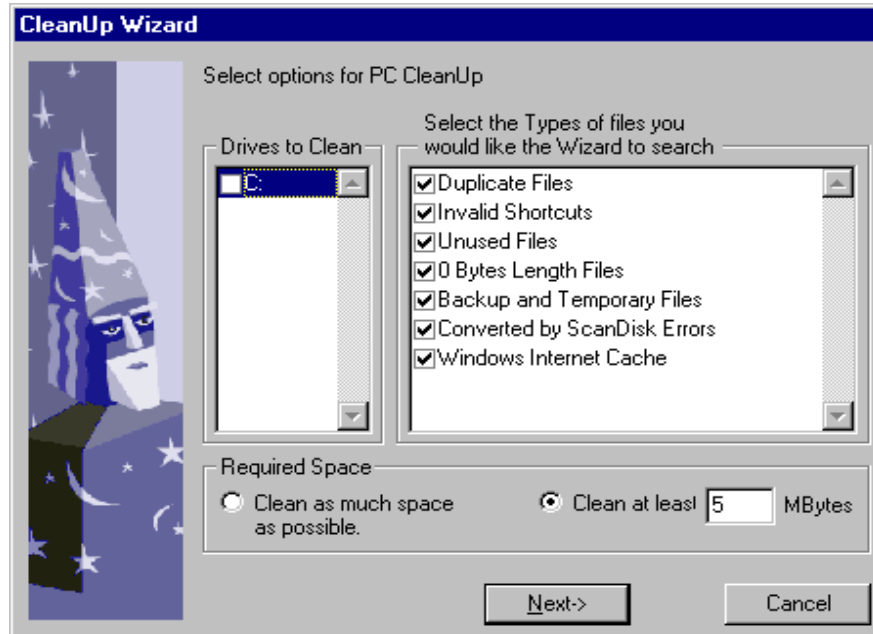 CleanUp Wizard
Select options for PC CleanUp
Drives to Clean
C:
Select the Types of files you
would like the Wizard to search
Duplicate Files
Invalid Shortcuts
Unused Files
0 Bytes Length Files
Backup and Temporary Files
Converted by ScanDisk Errors
Windows Internet Cache
Required Space
Clean as much space
as possible.
Clean at least 5 MBytes
Next->
Cancel